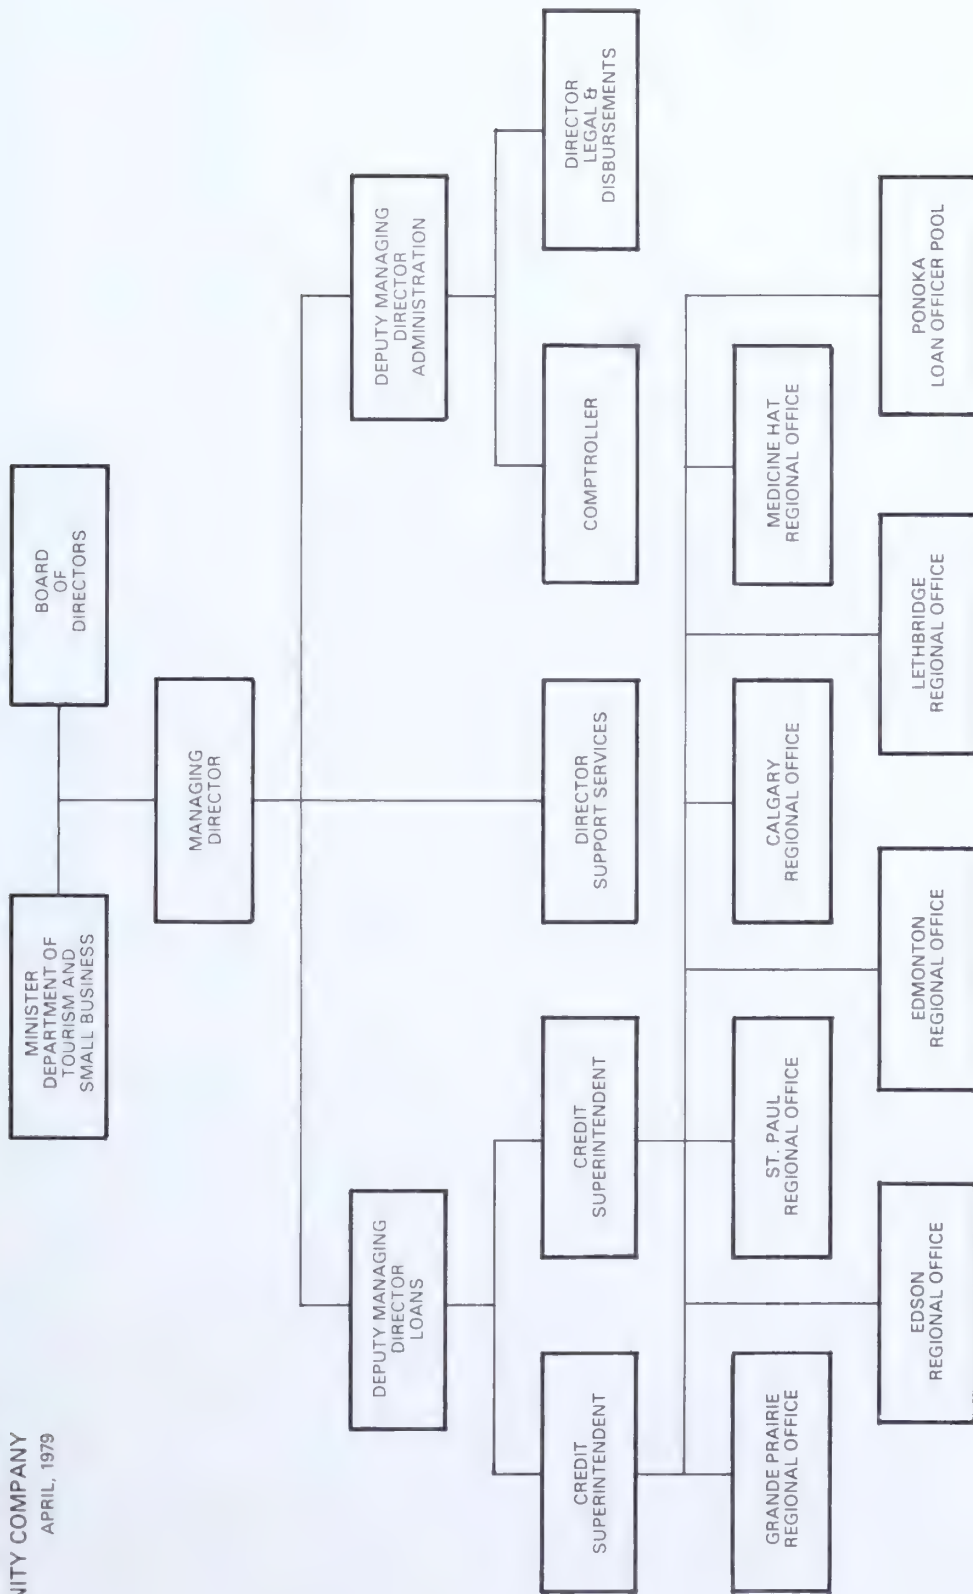 NITY COMPANY
APRIL, 1979
MINISTER
DEPARTMENT OF
TOURISM AND
SMALL BUSINESS
BOARD
OF
DIRECTORS
MANAGING
DIRECTOR
DEPUTY MANAGING
DIRECTOR
LOANS
DEPUTY MANAGING
DIRECTOR
ADMINISTRATION
CREDIT
SUPERINTENDENT
CREDIT
SUPERINTENDENT
DIRECTOR
SUPPORT SERVICES
COMPTROLLER
DIRECTOR
LEGAL &
DISBURSEMENTS
GRANDE PRAIRIE
REGIONAL OFFICE
ST. PAUL
REGIONAL OFFICE
CALGARY
REGIONAL OFFICE
MEDICINE HAT
REGIONAL OFFICE
EDSON
REGIONAL OFFICE
EDMONTON
REGIONAL OFFICE
LETHBRIDGE
REGIONAL OFFICE
PONOKA
LOAN OFFICER POOL